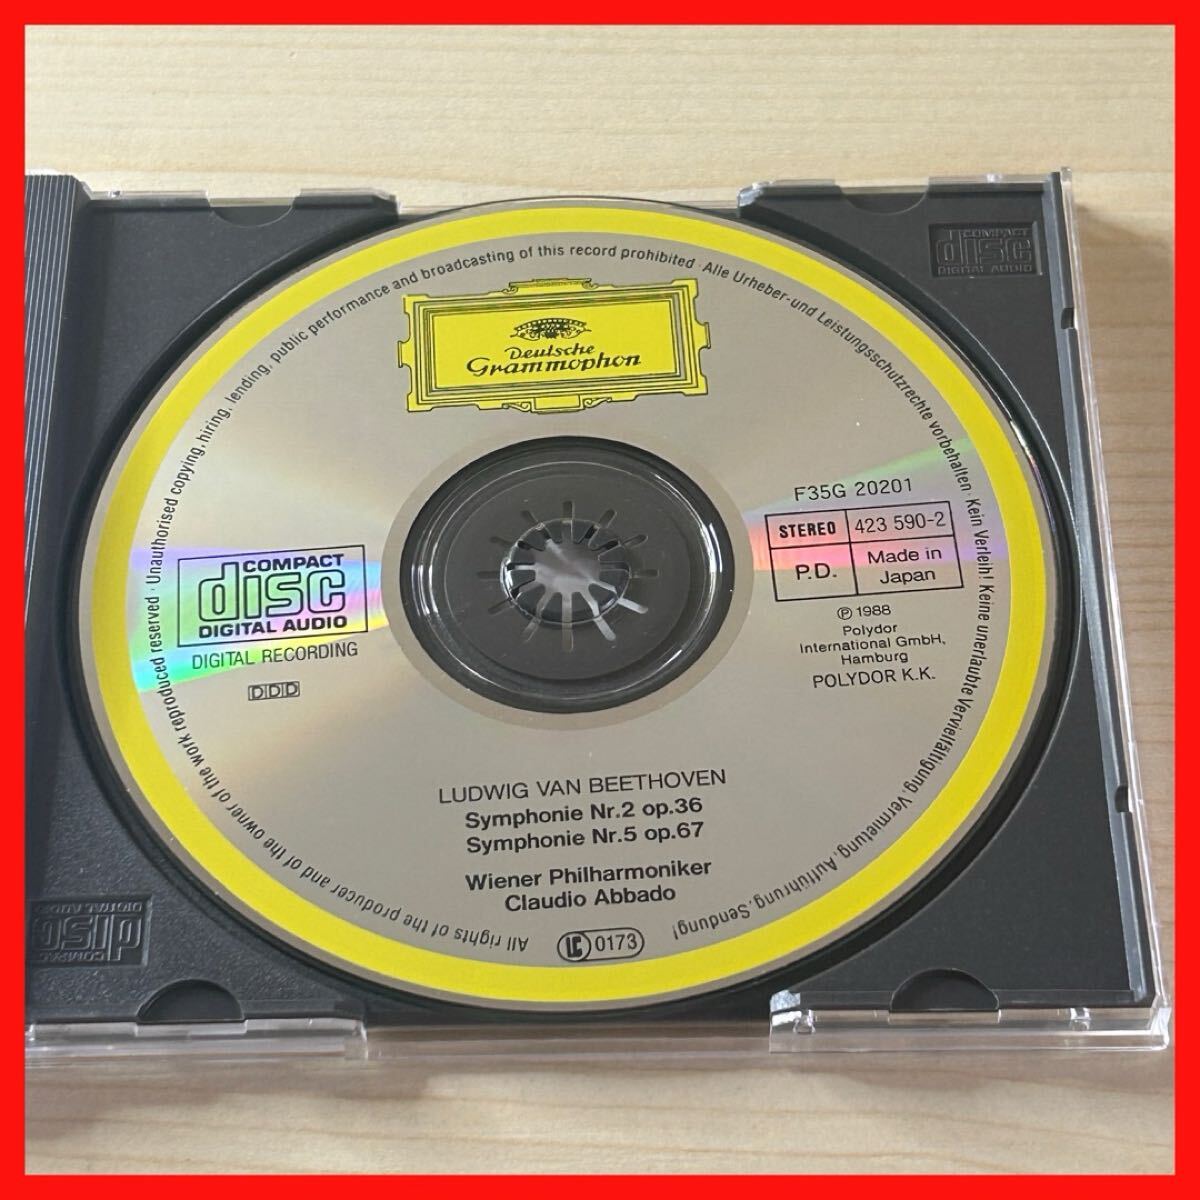 Deutsche
Grammophon
F35G 20201
STEREO 423 590-2
P.D. Made in
Japan
℗ 1988
Polydor
International GmbH,
Hamburg
POLYDOR K.K.
COMPACT
disc
DIGITAL AUDIO
DIGITAL RECORDING
DDD
LUDWIG VAN BEETHOVEN
Symphonie Nr.2 op.36
Symphonie Nr.5 op.67
Wiener Philharmoniker
Claudio Abbado
LC 0173
All rights of the producer and of the owner of the work reproduced reserved · Unauthorised copying, hiring, lending, public performance and broadcasting of this record prohibited · Alle Urheber-und Leistungsschutzrechte vorbehalten · Kein Verleih! Keine unerlaubte Vervielfältigung, Vermietung, Aufführung, Sendung!
COMPACT
disc
DIGITAL AUDIO
COMPACT
disc
DIGITAL AUDIO